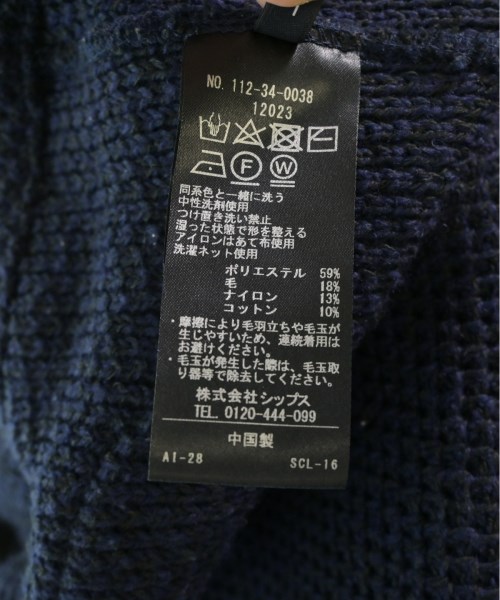 NO. 112-34-0038
12023
F W
同系色と一緒に洗う
中性洗剤使用
つけ置き洗い禁止
湿った状態で形を整える
アイロンはあて布使用
洗濯ネット使用
ポリエステル 59%
毛 18%
ナイロン 13%
コットン 10%
・摩擦により毛羽立ちや毛玉が
生じやすいため、連続着用は
お避けください。
・毛玉が発生した際は、毛玉取
り器等で除去してください。
株式会社シップス
TEL. 0120-444-099
中国製
AI-28 SCL-16